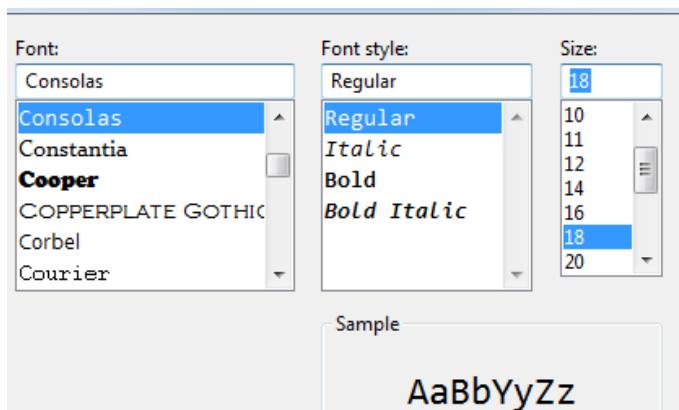 Font:
Consolas
Consolas
Constantia
Cooper
COPPERPLATE GOTHIC
Corbel
Courier
Font style:
Regular
Regular
Italic
Bold
Bold Italic
Size:
18
10
11
12
14
16
18
20
Sample
AaBbYyZz